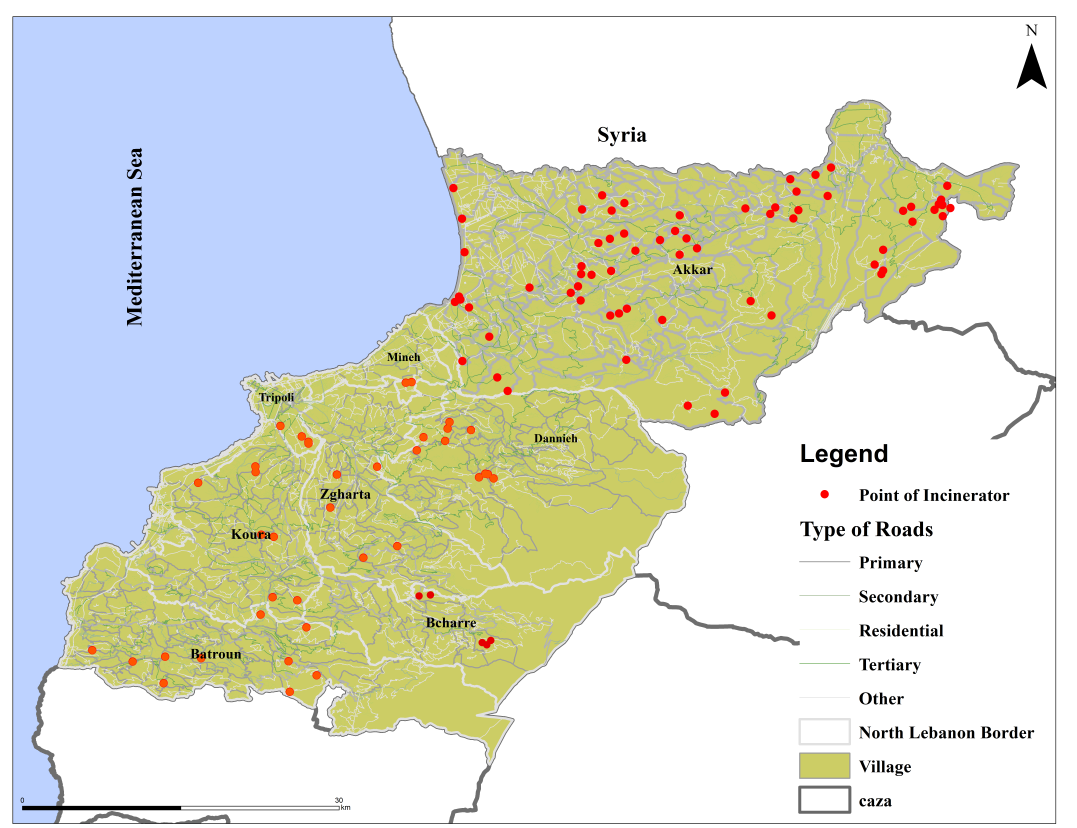 N
Syria
Mediterranean Sea
Akkar
Mineh
Tripoli
Dannieh
Zgharta
Koura
Bcharre
Batroun
Legend
Point of Incinerator
Type of Roads
Primary
Secondary
Residential
Tertiary
Other
North Lebanon Border
Village
caza
0
30
km